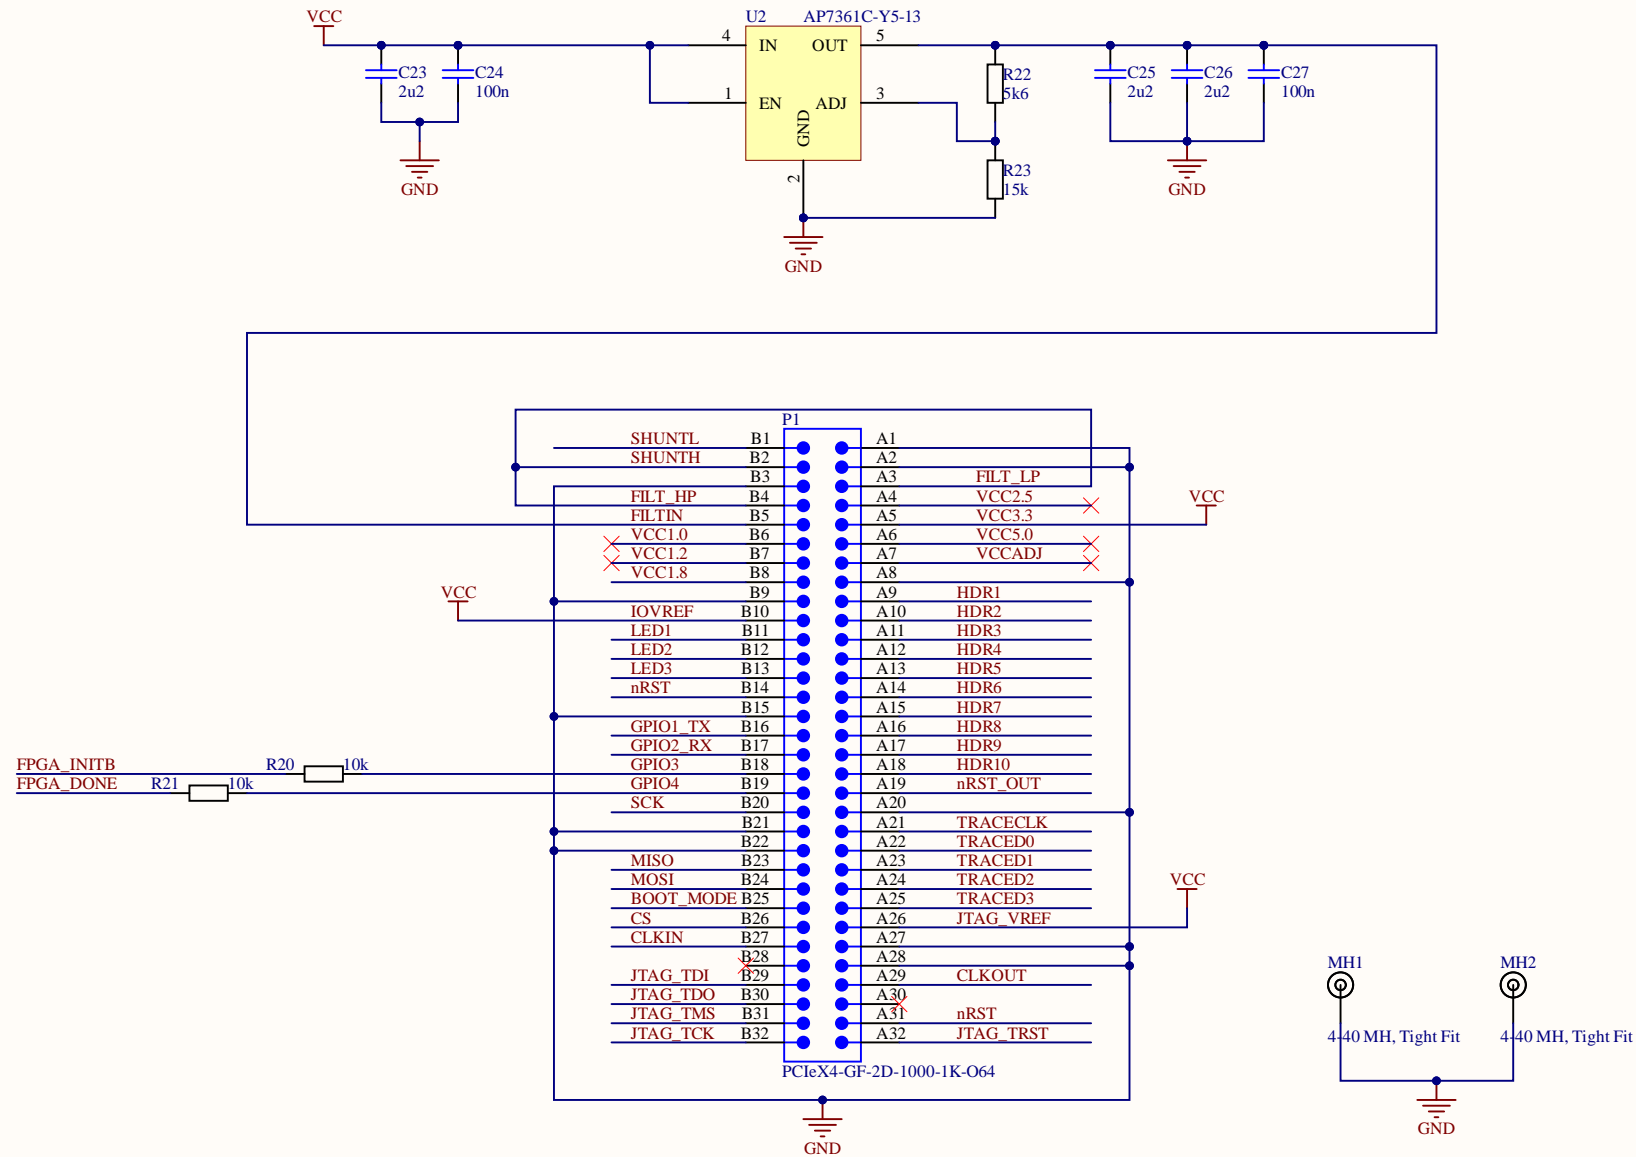 VCC
U2 AP7361C-Y5-13
4 IN OUT 5
C23 2u2
C24 100n
1 EN ADJ 3
GND
2
R22 5k6
R23 15k
C25 2u2
C26 2u2
C27 100n
GND
GND
GND
P1
SHUNTL B1 A1
SHUNTH B2 A2
B3 A3 FILT_LP
FILT_HP B4 A4 VCC2.5
FILTIN B5 A5 VCC3.3 VCC
VCC1.0 B6 A6 VCC5.0
VCC1.2 B7 A7 VCCADJ
VCC1.8 B8 A8
VCC B9 A9 HDR1
IOVREF B10 A10 HDR2
LED1 B11 A11 HDR3
LED2 B12 A12 HDR4
LED3 B13 A13 HDR5
nRST B14 A14 HDR6
B15 A15 HDR7
GPIO1_TX B16 A16 HDR8
GPIO2_RX B17 A17 HDR9
FPGA_INITB R20 10k GPIO3 B18 A18 HDR10
FPGA_DONE R21 10k GPIO4 B19 A19 nRST_OUT
SCK B20 A20
B21 A21 TRACECLK
B22 A22 TRACED0
MISO B23 A23 TRACED1
MOSI B24 A24 TRACED2 VCC
BOOT_MODE B25 A25 TRACED3
CS B26 A26 JTAG_VREF
CLKIN B27 A27
B28 A28
JTAG_TDI B29 A29 CLKOUT
JTAG_TDO B30 A30
JTAG_TMS B31 A31 nRST
JTAG_TCK B32 A32 JTAG_TRST
PCIeX4-GF-2D-1000-1K-O64
GND
MH1 MH2
4-40 MH, Tight Fit 4-40 MH, Tight Fit
GND